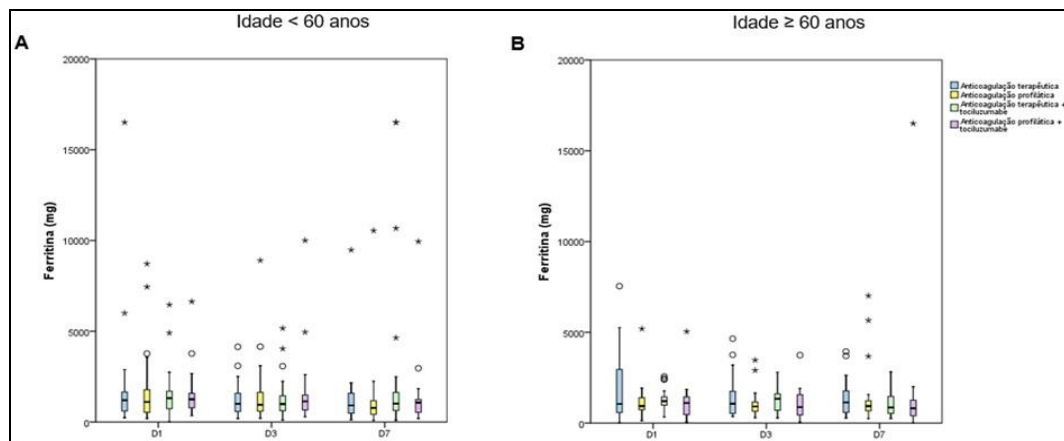 Idade < 60 anos
Idade ≥ 60 anos
A
B
Ferritina (mg)
20000
15000
10000
5000
0
D1
D3
D7
Ferritina (mg)
20000
15000
10000
5000
0
D1
D3
D7
Anticoagulação terapêutica
Anticoagulação profilática
Anticoagulação terapêutica +
tociluzumabe
Anticoagulação profilática +
tociluzumabe